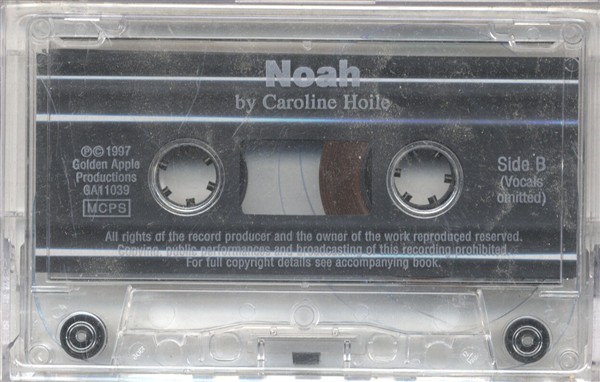 Noah
by Caroline Hoile
℗©1997
Golden Apple
Productions
GA11039
MCPS
Side B
(Vocals
omitted)
All rights of the record producer and the owner of the work reproduced reserved.
Copying, public performances and broadcasting of this recording prohibited.
For full copyright details see accompanying book.